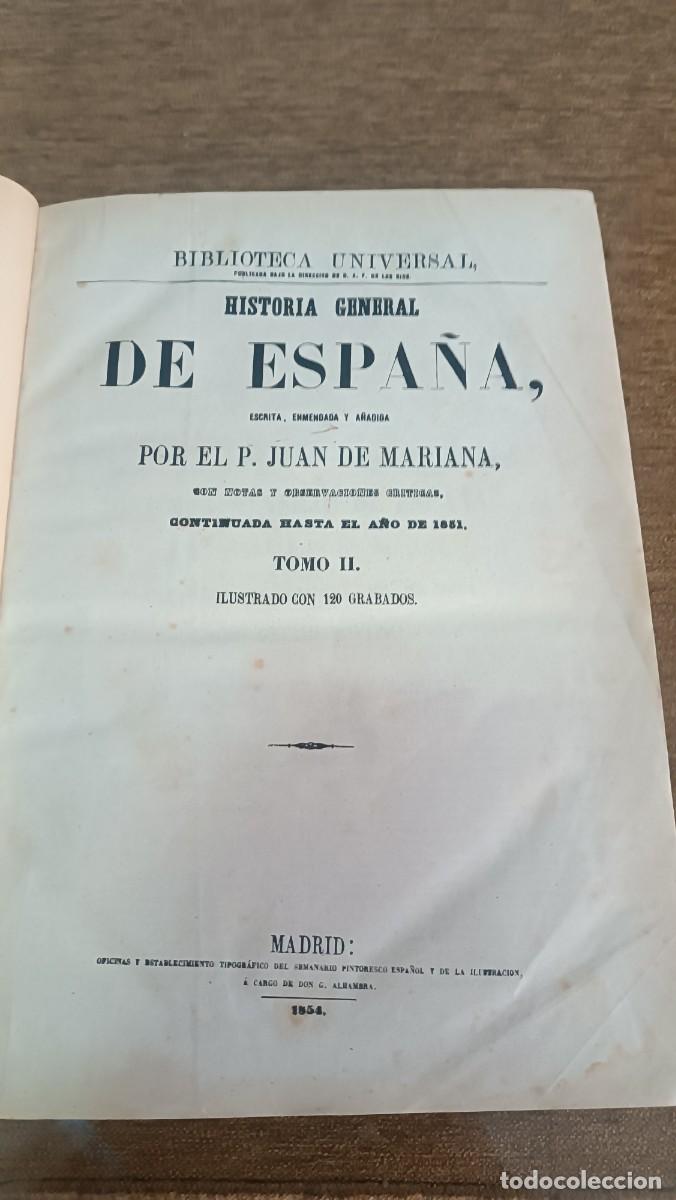 BIBLIOTECA UNIVERSAL,
PUBLICADA BAJO LA DIRECCION DE D. A. F. DE LOS RIOS.
HISTORIA GENERAL
DE ESPAÑA,
ESCRITA, ENMENDADA Y AÑADIDA
POR EL P. JUAN DE MARIANA,
CON NOTAS Y OBSERVACIONES CRITICAS,
CONTINUADA HASTA EL AÑO DE 1851.
TOMO II.
ILUSTRADO CON 120 GRABADOS.
MADRID:
OFICINAS Y ESTABLECIMIENTO TIPOGRÁFICO DEL SEMANARIO PINTORESCO ESPAÑOL Y DE LA ILUSTRACION,
Á CARGO DE DON G. ALHAMBRA.
1854.
todocoleccion